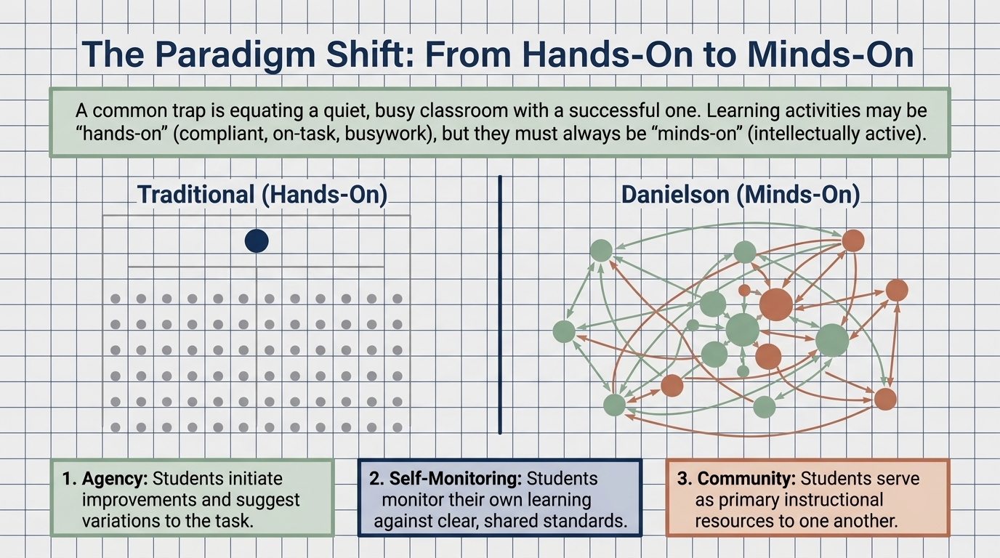 The Paradigm Shift: From Hands-On to Minds-On
A common trap is equating a quiet, busy classroom with a successful one. Learning activities may be
“hands-on” (compliant, on-task, busywork), but they must always be “minds-on” (intellectually active).
Traditional (Hands-On)
Danielson (Minds-On)
1. Agency: Students initiate
improvements and suggest
variations to the task.
2. Self-Monitoring: Students
monitor their own learning
against clear, shared standards.
3. Community: Students serve
as primary instructional
resources to one another.